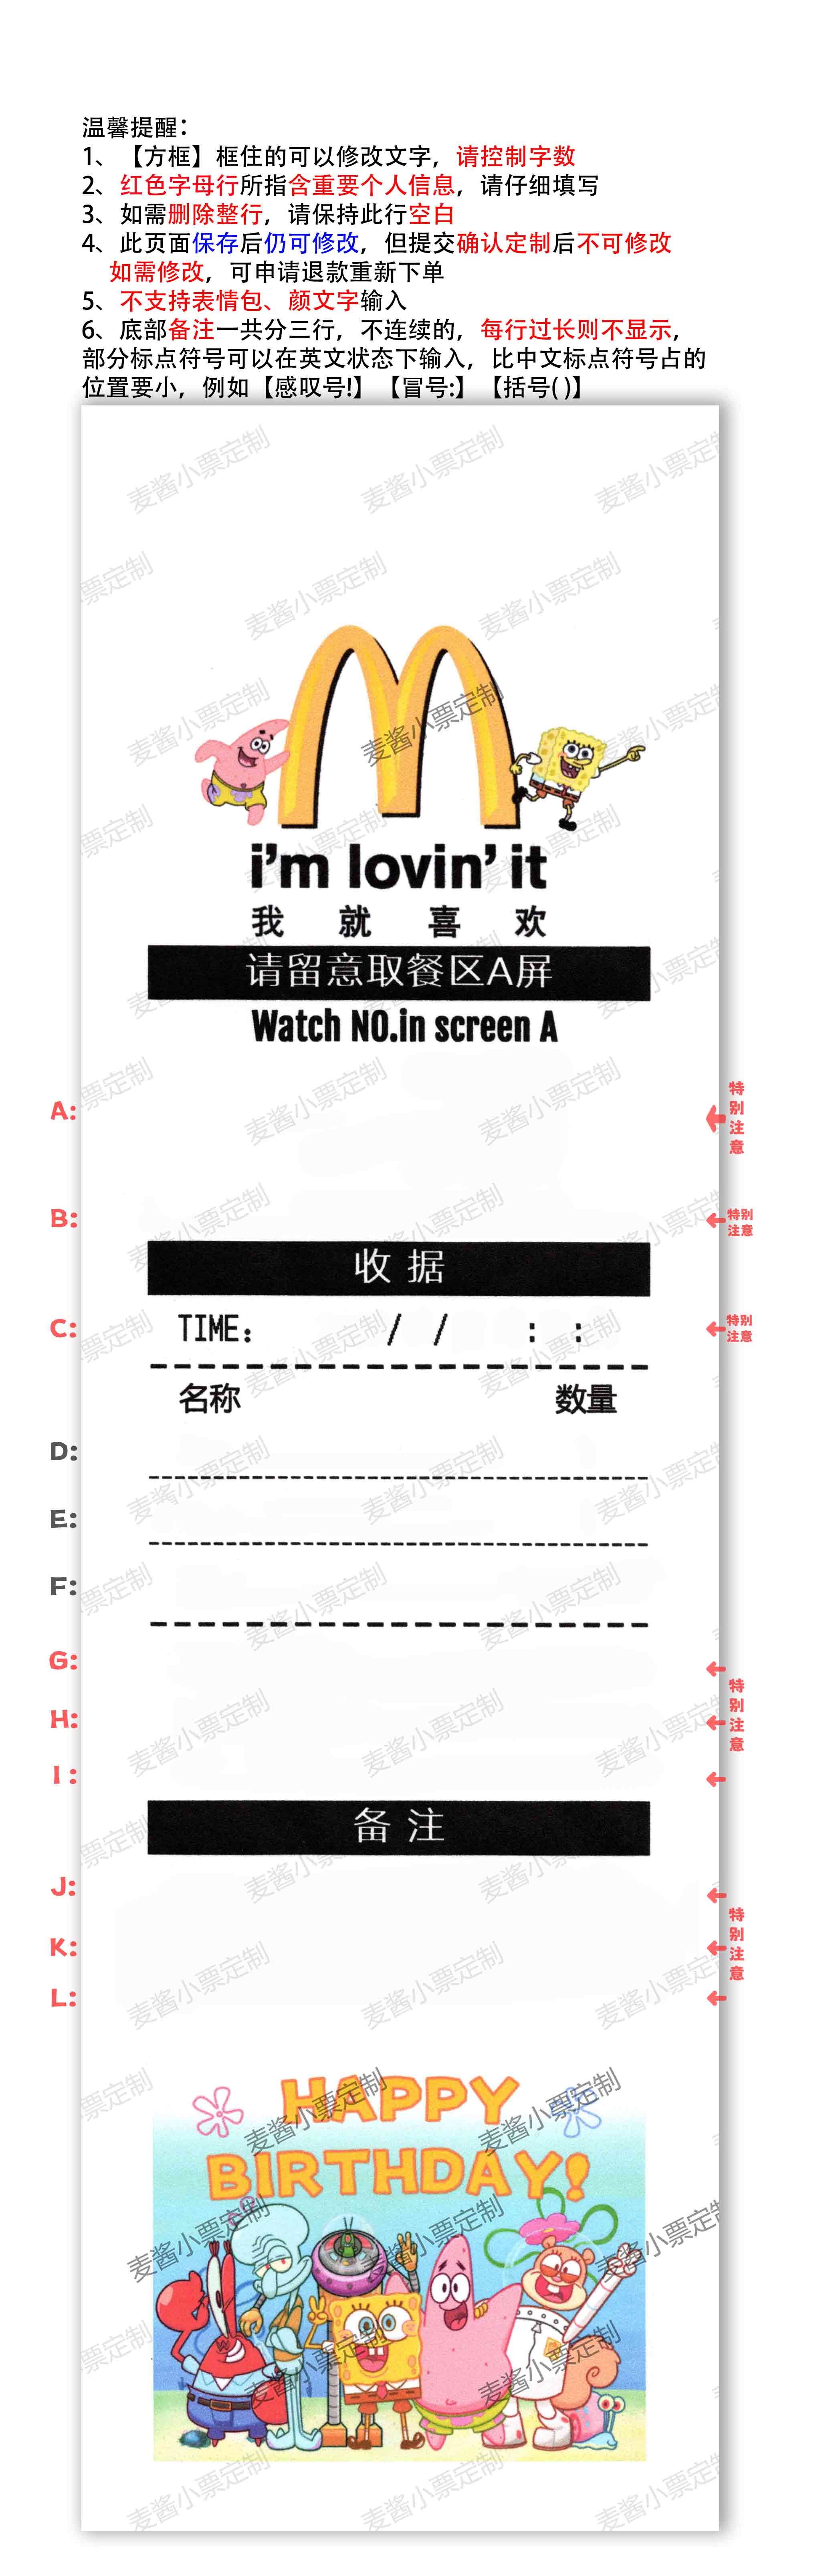 温馨提醒：
1、【方框】框住的可以修改文字，请控制字数
2、红色字母行所指含重要个人信息，请仔细填写
3、如需删除整行，请保持此行空白
4、此页面保存后仍可修改，但提交确认定制后不可修改
如需修改，可申请退款重新下单
5、不支持表情包、颜文字输入
6、底部备注一共分三行，不连续的，每行过长则不显示，
部分标点符号可以在英文状态下输入，比中文标点符号占的
位置要小，例如【感叹号!】【冒号:】【括号( )】
麦酱小票定制
i'm lovin' it
我就喜欢
请留意取餐区A屏
Watch NO.in screen A
A: 特别注意
B: 特别注意
收据
C: TIME： / / : : 特别注意
名称 数量
D:
E:
F:
G:
H: 特别注意
I:
备注
J:
K: 特别注意
L:
HAPPY
BIRTHDAY!